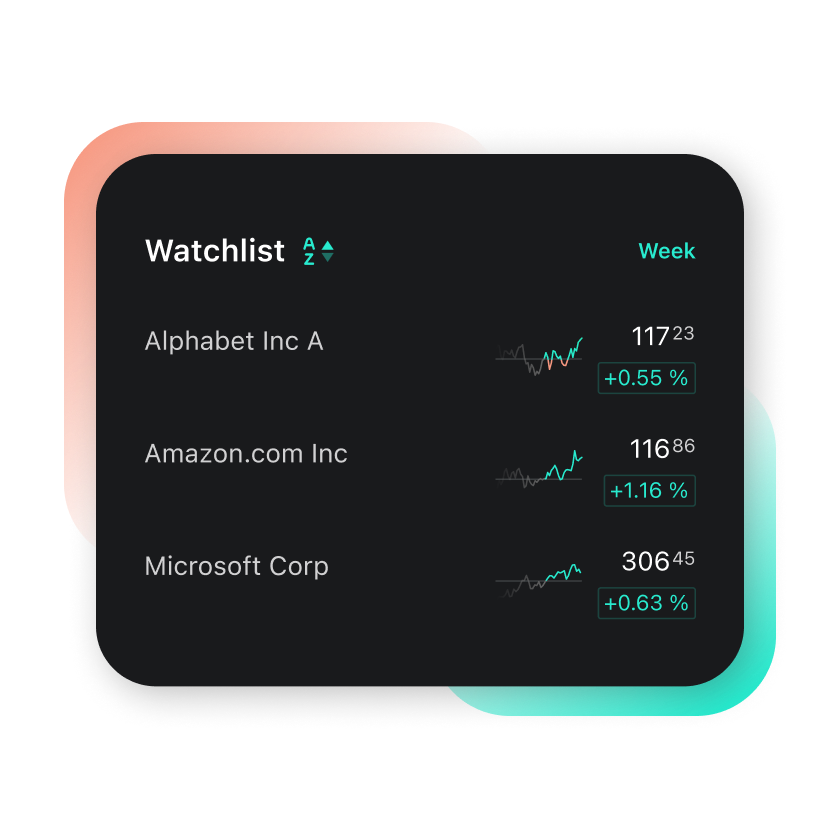 Watchlist A Z Week
Alphabet Inc A 117 23
+0.55 %
Amazon.com Inc 116 86
+1.16 %
Microsoft Corp 306 45
+0.63 %